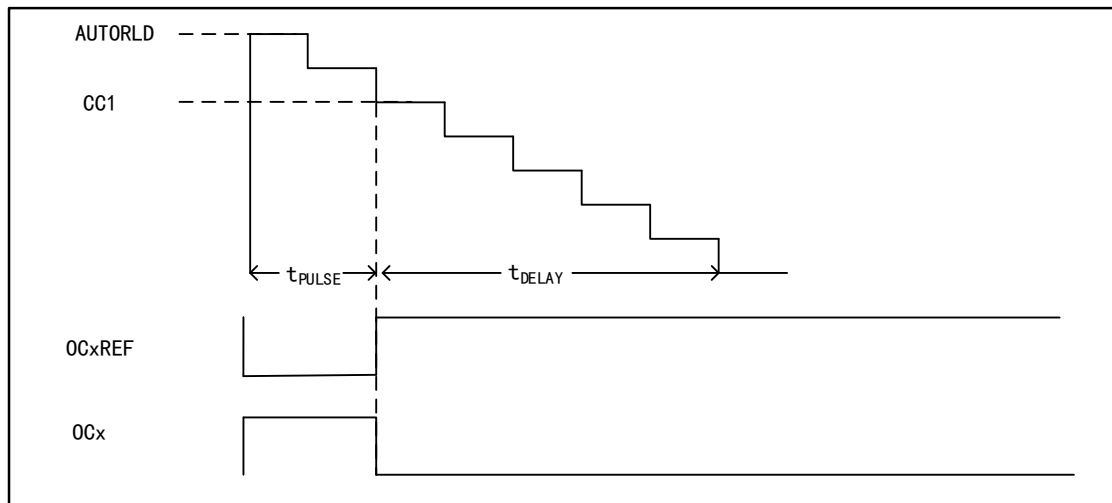 AUTORLD
CC1
tPULSE
tDELAY
OCxREF
OCx